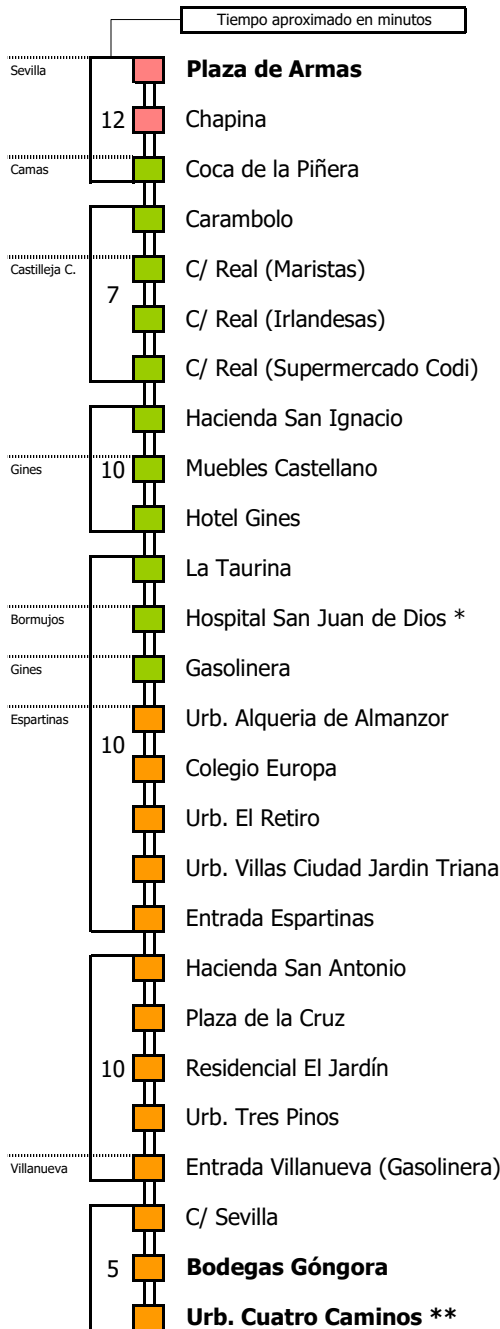 Tiempo aproximado en minutos
Sevilla
Plaza de Armas
12
Chapina
Camas
Coca de la Piñera
Carambolo
Castilleja C.
C/ Real (Maristas)
7
C/ Real (Irlandesas)
C/ Real (Supermercado Codi)
Hacienda San Ignacio
Gines
10
Muebles Castellano
Hotel Gines
La Taurina
Bormujos
Hospital San Juan de Dios *
Gines
Gasolinera
Espartinas
Urb. Alqueria de Almanzor
10
Colegio Europa
Urb. El Retiro
Urb. Villas Ciudad Jardin Triana
Entrada Espartinas
Hacienda San Antonio
Plaza de la Cruz
10
Residencial El Jardín
Urb. Tres Pinos
Villanueva
Entrada Villanueva (Gasolinera)
C/ Sevilla
5
Bodegas Góngora
Urb. Cuatro Caminos **